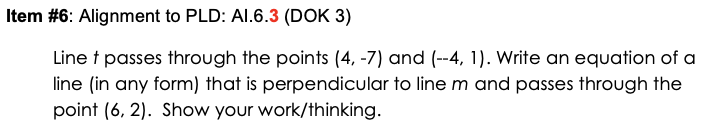 Item #6: Alignment to PLD: AI.6.3 (DOK 3)
Line t passes through the points (4, -7) and (--4, 1). Write an equation of a
line (in any form) that is perpendicular to line m and passes through the
point (6, 2).  Show your work/thinking.